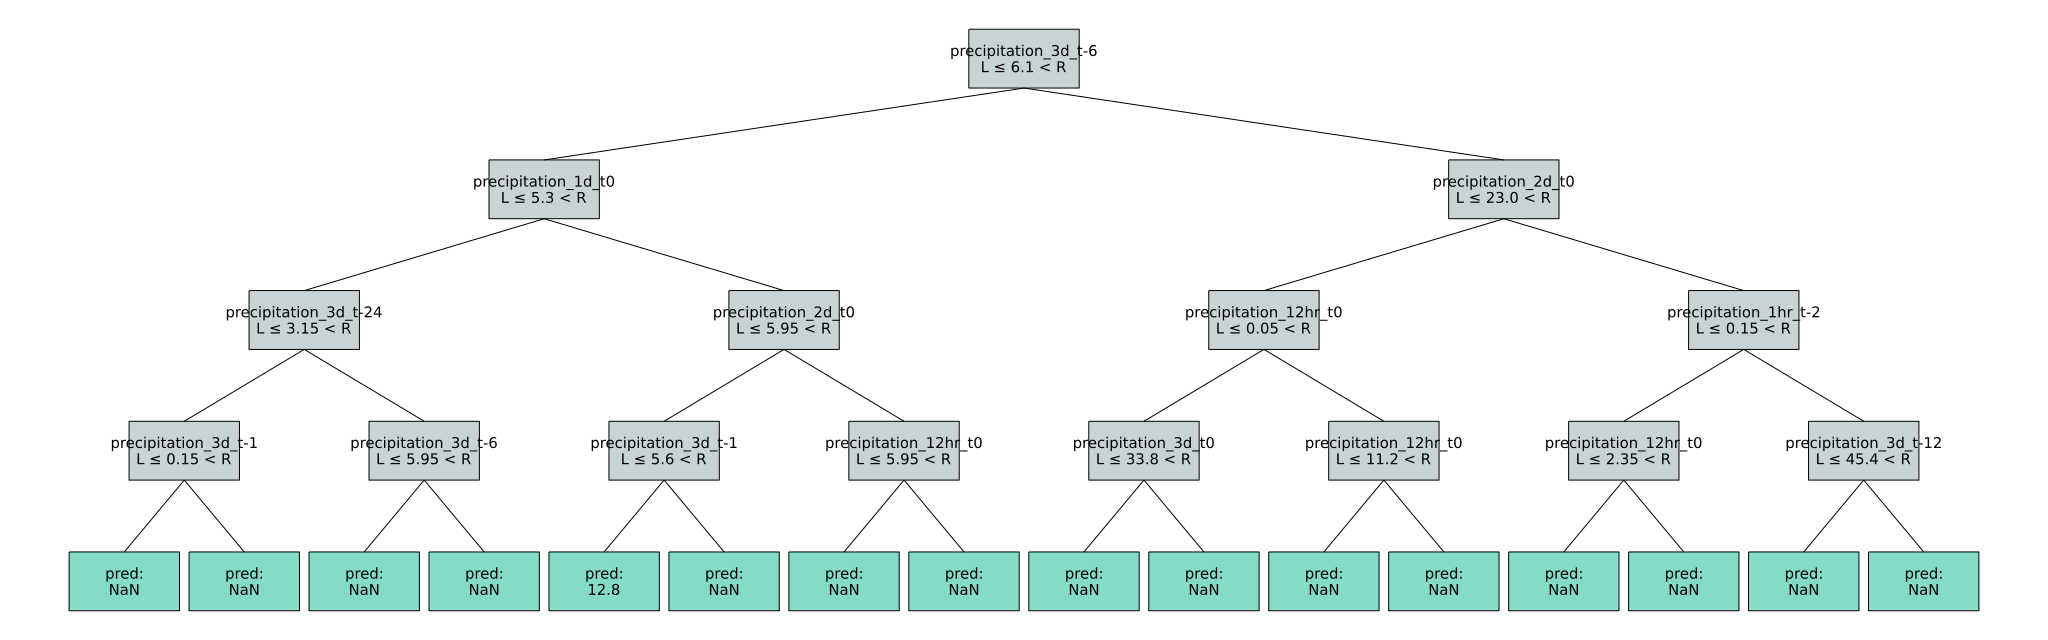 precipitation_3d_t-6
L ≤ 6.1 < R
precipitation_1d_t0
L ≤ 5.3 < R
precipitation_2d_t0
L ≤ 23.0 < R
precipitation_3d_t-24
L ≤ 3.15 < R
precipitation_2d_t0
L ≤ 5.95 < R
precipitation_12hr_t0
L ≤ 0.05 < R
precipitation_1hr_t-2
L ≤ 0.15 < R
precipitation_3d_t-1
L ≤ 0.15 < R
precipitation_3d_t-6
L ≤ 5.95 < R
precipitation_3d_t-1
L ≤ 5.6 < R
precipitation_12hr_t0
L ≤ 5.95 < R
precipitation_3d_t0
L ≤ 33.8 < R
precipitation_12hr_t0
L ≤ 11.2 < R
precipitation_12hr_t0
L ≤ 2.35 < R
precipitation_3d_t-12
L ≤ 45.4 < R
pred:
NaN
pred:
NaN
pred:
NaN
pred:
NaN
pred:
12.8
pred:
NaN
pred:
NaN
pred:
NaN
pred:
NaN
pred:
NaN
pred:
NaN
pred:
NaN
pred:
NaN
pred:
NaN
pred:
NaN
pred:
NaN